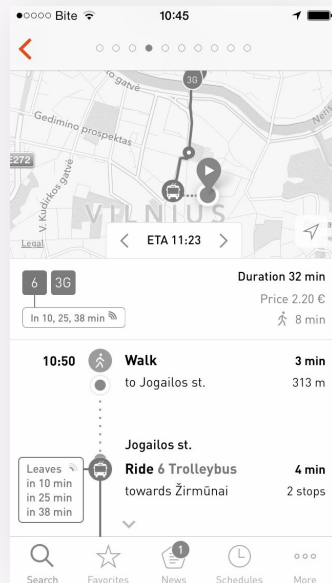 Bite
10:45
3G
Gedimino prospektas
E272
V. Kudirkos gatvė
VILNIUS
Legal
ETA 11:23
6 3G
Duration 32 min
Price 2.20 €
8 min
In 10, 25, 38 min
10:50 Walk 3 min
to Jogailos st. 313 m
Jogailos st.
Leaves
in 10 min
in 25 min
in 38 min
Ride 6 Trolleybus 4 min
towards Žirmūnai 2 stops
1
Search Favorites News Schedules More